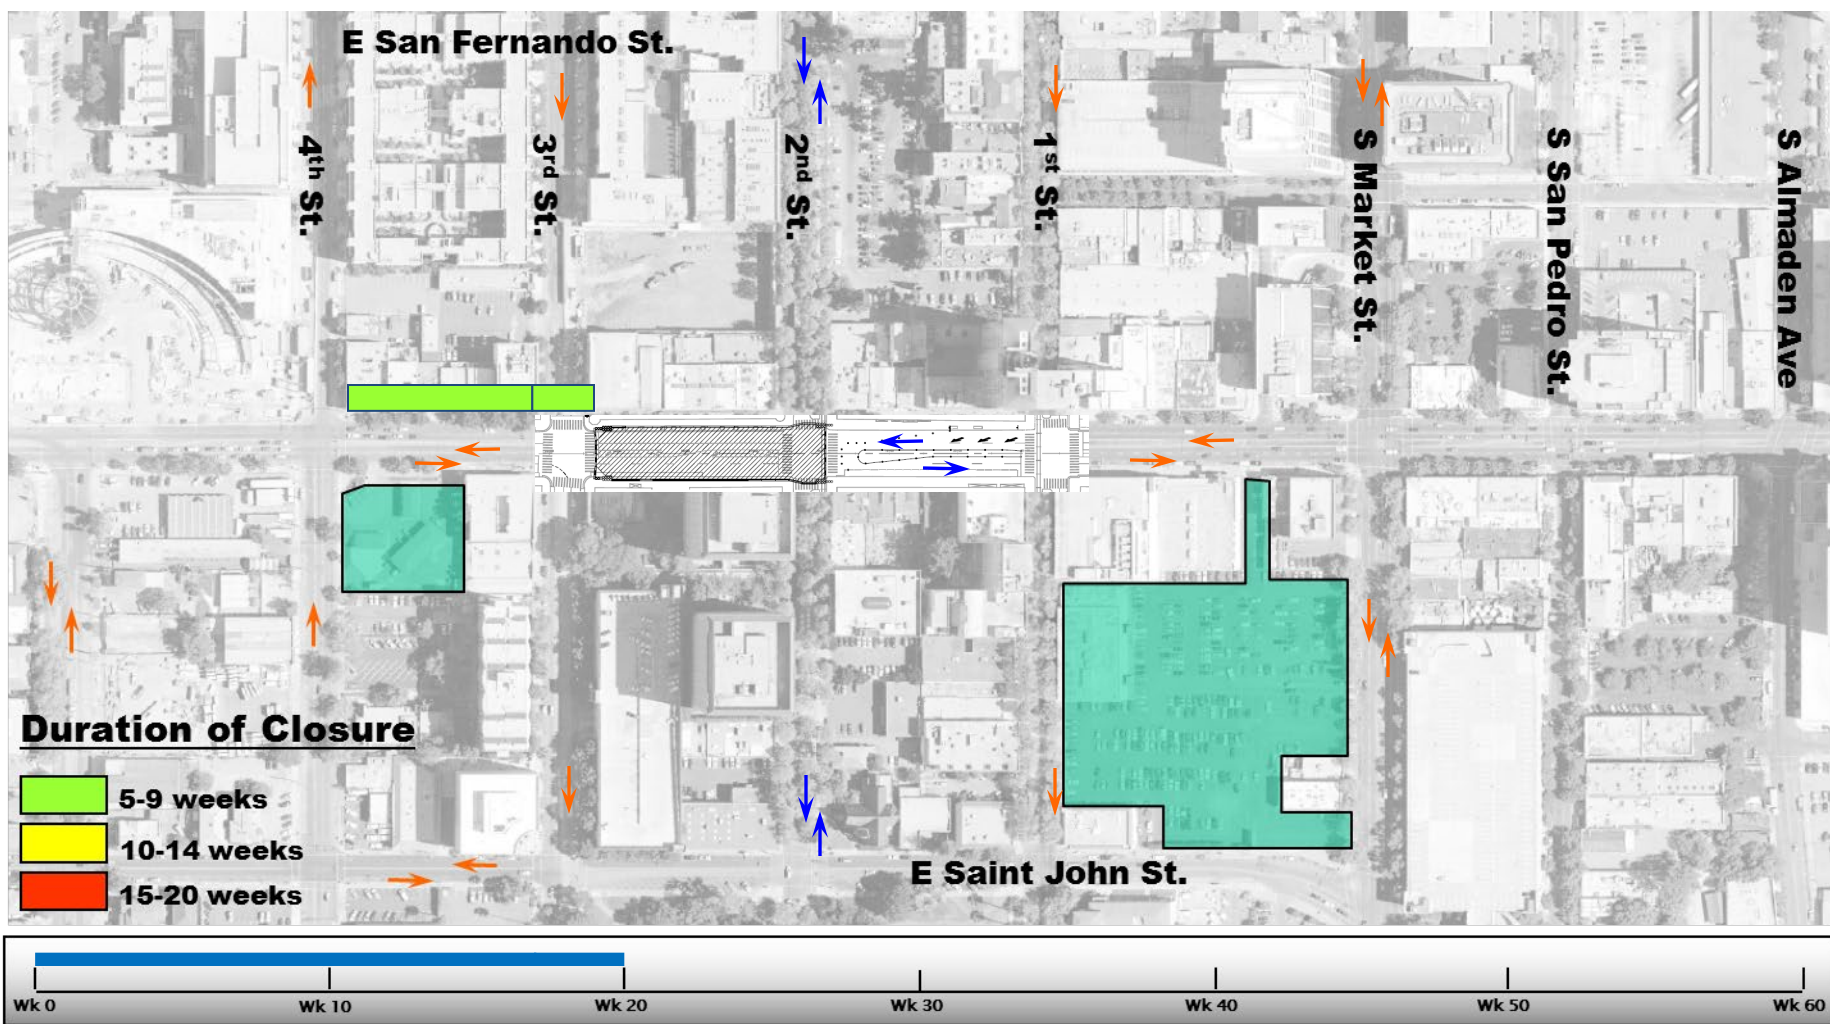 E San Fernando St.
4th St.
3rd St.
2nd St.
1st St.
S Market St.
S San Pedro St.
S Almaden Ave
Duration of Closure
5-9 weeks
10-14 weeks
15-20 weeks
E Saint John St.
Wk 0
Wk 10
Wk 20
Wk 30
Wk 40
Wk 50
Wk 60